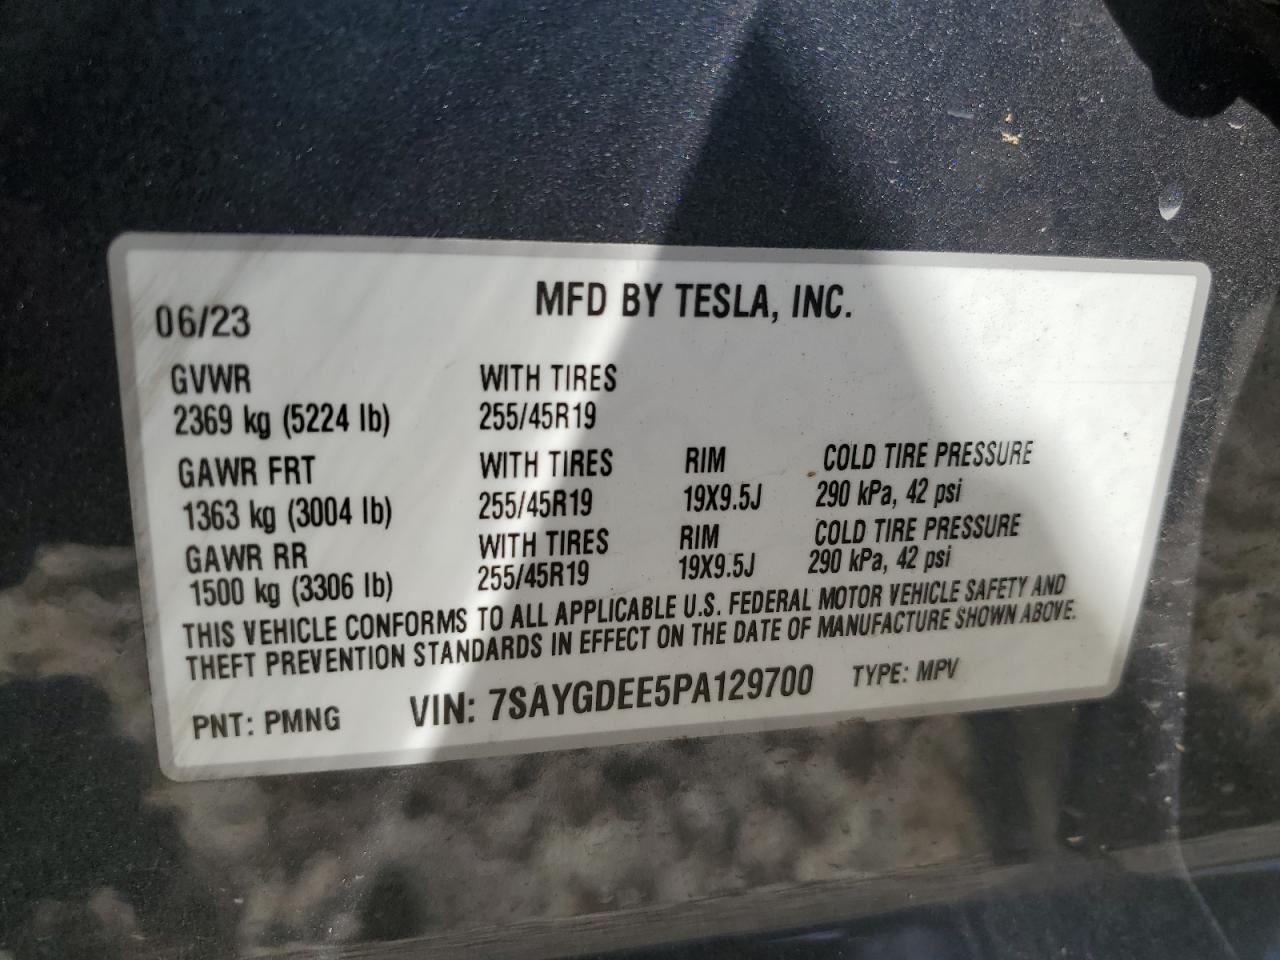 MFD BY TESLA, INC.
06/23
GVWR WITH TIRES
2369 kg (5224 lb) 255/45R19
GAWR FRT WITH TIRES RIM COLD TIRE PRESSURE
1363 kg (3004 lb) 255/45R19 19X9.5J 290 kPa, 42 psi
GAWR RR WITH TIRES RIM COLD TIRE PRESSURE
1500 kg (3306 lb) 255/45R19 19X9.5J 290 kPa, 42 psi
THIS VEHICLE CONFORMS TO ALL APPLICABLE U.S. FEDERAL MOTOR VEHICLE SAFETY AND
THEFT PREVENTION STANDARDS IN EFFECT ON THE DATE OF MANUFACTURE SHOWN ABOVE.
PNT: PMNG VIN: 7SAYGDEE5PA129700 TYPE: MPV